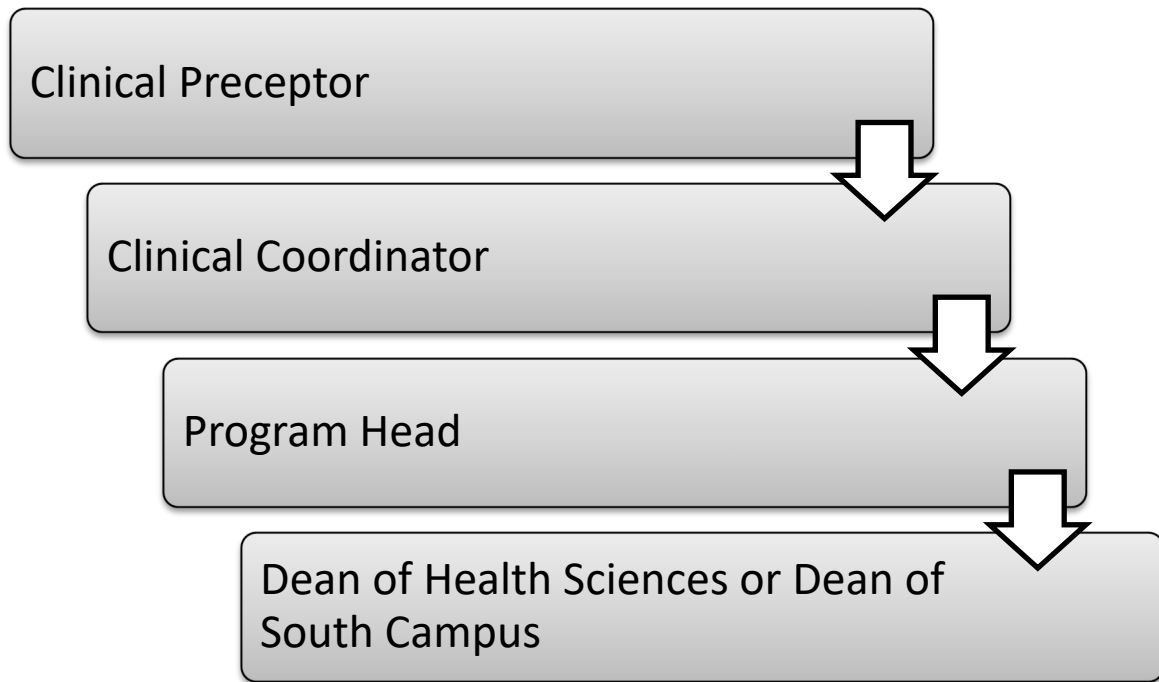 Clinical Preceptor
Clinical Coordinator
Program Head
Dean of Health Sciences or Dean of
South Campus